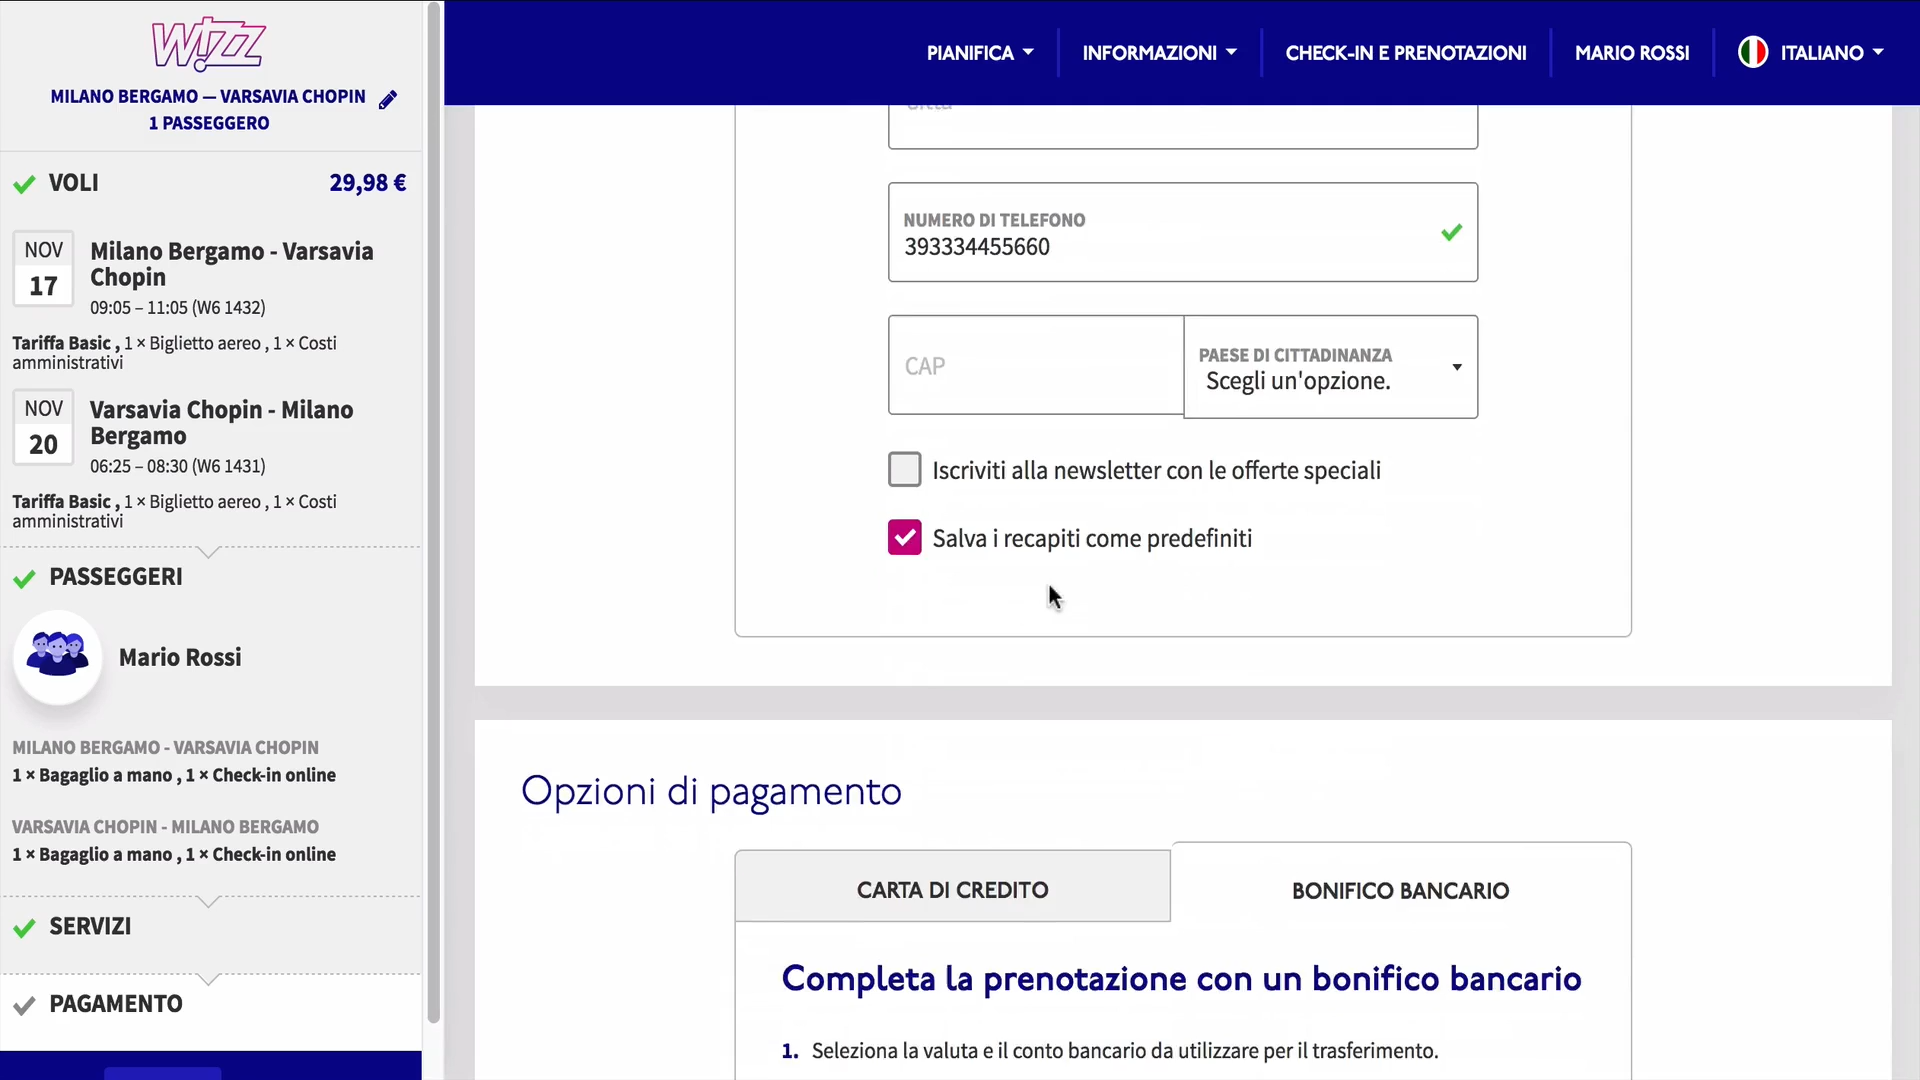 WIZZ
MILANO BERGAMO — VARSAVIA CHOPIN
1 PASSEGGERO
VOLI 29,98 €
NOV
17
Milano Bergamo - Varsavia
Chopin
09:05 – 11:05 (W6 1432)
Tariffa Basic , 1 × Biglietto aereo , 1 × Costi
amministrativi
NOV
20
Varsavia Chopin - Milano
Bergamo
06:25 – 08:30 (W6 1431)
Tariffa Basic , 1 × Biglietto aereo , 1 × Costi
amministrativi
PASSEGGERI
Mario Rossi
MILANO BERGAMO - VARSAVIA CHOPIN
1 × Bagaglio a mano , 1 × Check-in online
VARSAVIA CHOPIN - MILANO BERGAMO
1 × Bagaglio a mano , 1 × Check-in online
SERVIZI
PAGAMENTO
PIANIFICA INFORMAZIONI CHECK-IN E PRENOTAZIONI MARIO ROSSI ITALIANO
NUMERO DI TELEFONO
393334455660
CAP
PAESE DI CITTADINANZA
Scegli un'opzione.
Iscriviti alla newsletter con le offerte speciali
Salva i recapiti come predefiniti
Opzioni di pagamento
CARTA DI CREDITO BONIFICO BANCARIO
Completa la prenotazione con un bonifico bancario
1. Seleziona la valuta e il conto bancario da utilizzare per il trasferimento.